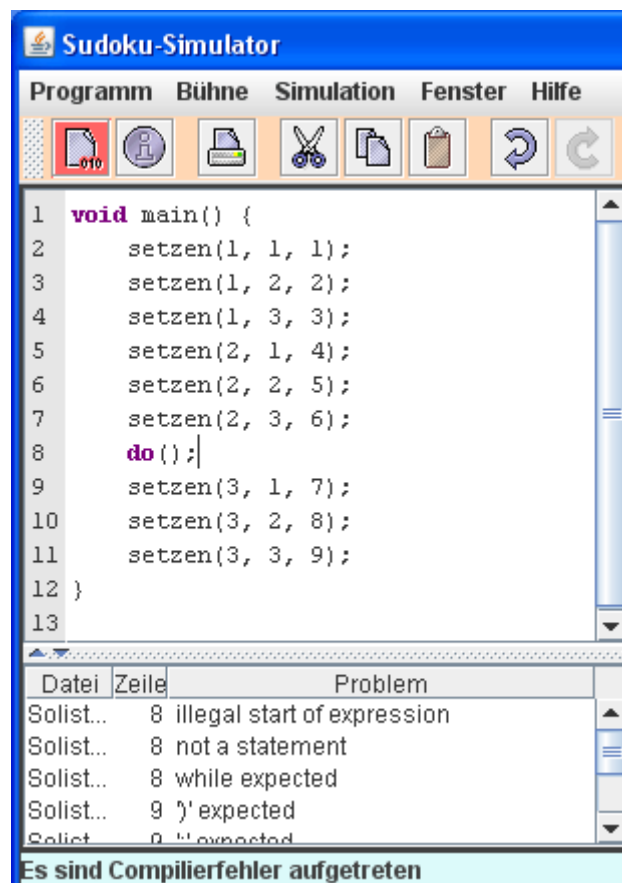 Sudoku-Simulator
Programm Bühne Simulation Fenster Hilfe
010
1 void main() {
2 setzen(1, 1, 1);
3 setzen(1, 2, 2);
4 setzen(1, 3, 3);
5 setzen(2, 1, 4);
6 setzen(2, 2, 5);
7 setzen(2, 3, 6);
8 do();
9 setzen(3, 1, 7);
10 setzen(3, 2, 8);
11 setzen(3, 3, 9);
12 }
13
Datei Zeile Problem
Solist... 8 illegal start of expression
Solist... 8 not a statement
Solist... 8 while expected
Solist... 9 ')' expected
Solist 9 expected
Es sind Compilierfehler aufgetreten